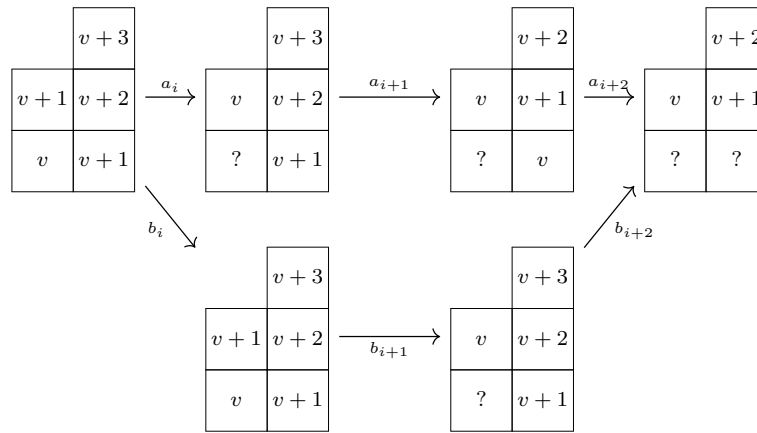 v + 3 v + 3 v + 2 v + 2
a_i a_{i+1} a_{i+2}
v + 1 v + 2 v v + 2 v v + 1 v v + 1
v v + 1 ? v + 1 ? v ? ?
b_i b_{i+2}
v + 3 v + 3
v + 1 v + 2 v v + 2
b_{i+1}
v v + 1 ? v + 1